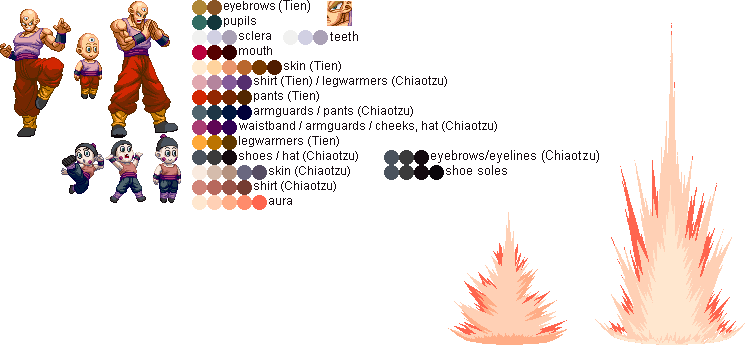 eyebrows (Tien)
pupils
sclera teeth
mouth
skin (Tien)
shirt (Tien) / legwarmers (Chiaotzu)
pants (Tien)
armguards / pants (Chiaotzu)
waistband / armguards / cheeks, hat (Chiaotzu)
legwarmers (Tien)
shoes / hat (Chiaotzu) eyebrows/eyelines (Chiaotzu)
skin (Chiaotzu) shoe soles
shirt (Chiaotzu)
aura